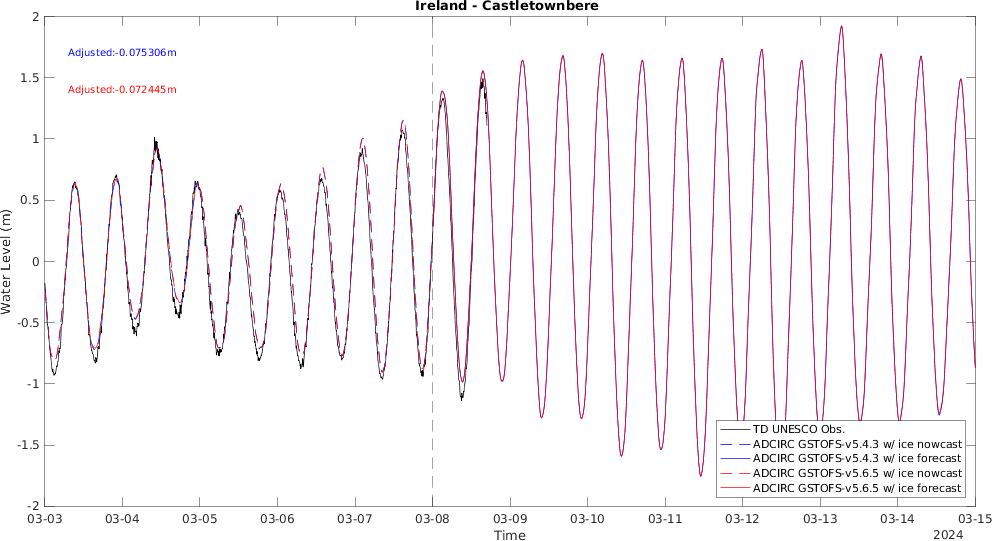 Ireland - Castletownbere
Adjusted:-0.075306m
Adjusted:-0.072445m
Water Level (m)
2
1.5
1
0.5
0
-0.5
-1
-1.5
-2
TD UNESCO Obs.
ADCIRC GSTOFS-v5.4.3 w/ ice nowcast
ADCIRC GSTOFS-v5.4.3 w/ ice forecast
ADCIRC GSTOFS-v5.6.5 w/ ice nowcast
ADCIRC GSTOFS-v5.6.5 w/ ice forecast
03-03 03-04 03-05 03-06 03-07 03-08 03-09 03-10 03-11 03-12 03-13 03-14 03-15
Time
2024